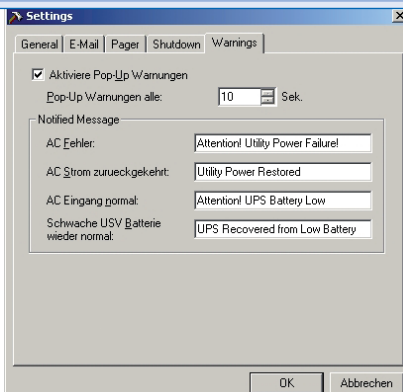 Settings
General E-Mail Pager Shutdown Warnings
Aktiviere Pop-Up Warnungen
Pop-Up Warnungen alle: 10 Sek.
Notified Message
AC Fehler: Attention! Utility Power Failure!
AC Strom zurueckgekehrt: Utility Power Restored
AC Eingang normal: Attention! UPS Battery Low
Schwache USV Batterie
wieder normal: UPS Recovered from Low Battery
OK Abbrechen